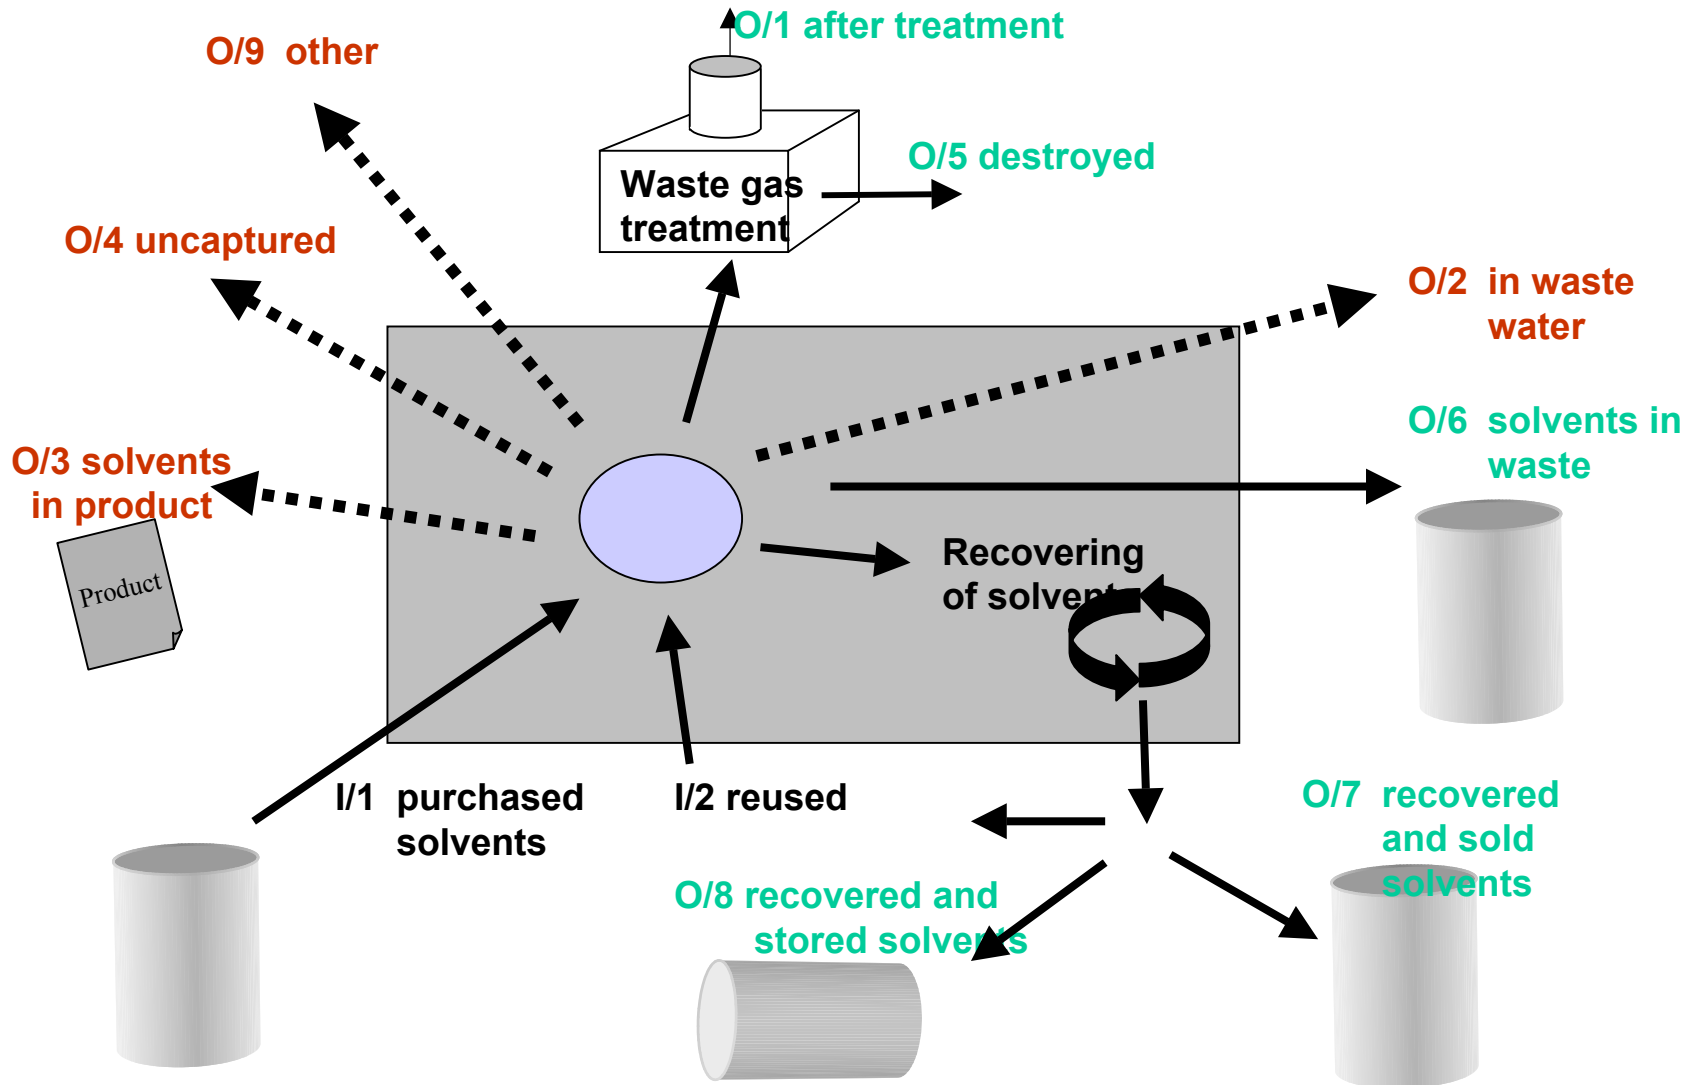 O/1 after treatment
O/9 other
O/5 destroyed
Waste gas
treatment
O/4 uncaptured
O/2 in waste
water
O/6 solvents in
waste
O/3 solvents
in product
Product
Recovering
of solvents
I/1 purchased
solvents
I/2 reused
O/7 recovered
and sold
solvents
O/8 recovered and
stored solvents